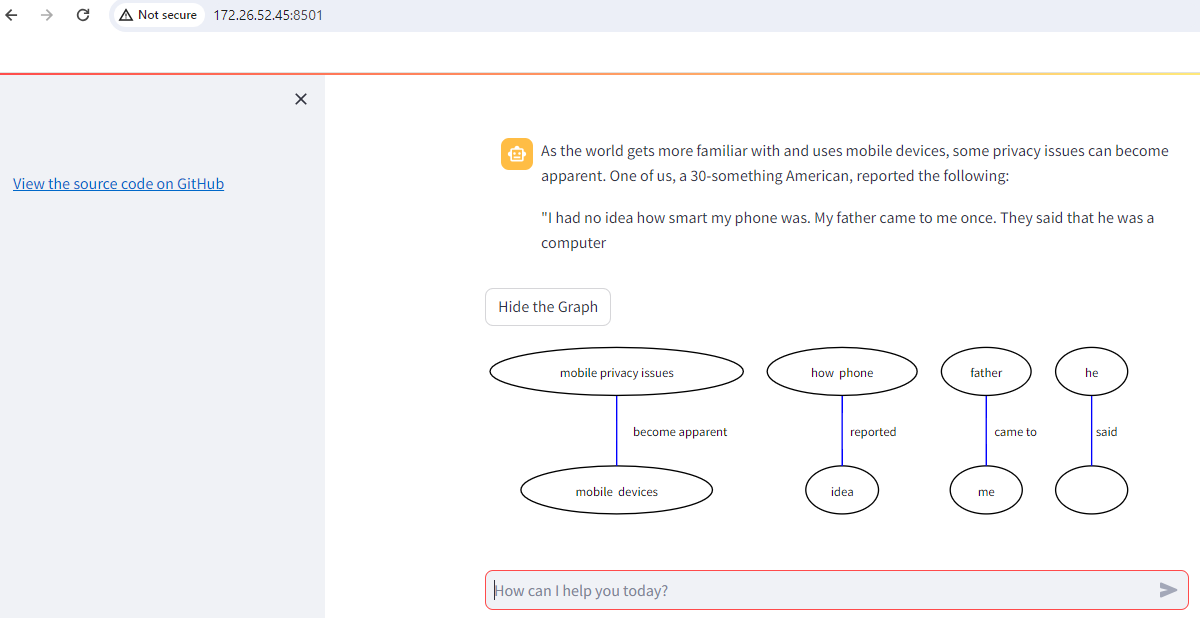 Not secure 172.26.52.45:8501
View the source code on GitHub
As the world gets more familiar with and uses mobile devices, some privacy issues can become
apparent. One of us, a 30-something American, reported the following:
"I had no idea how smart my phone was. My father came to me once. They said that he was a
computer
Hide the Graph
mobile privacy issues
how phone
father
he
become apparent
reported
came to
said
mobile devices
idea
me
How can I help you today?